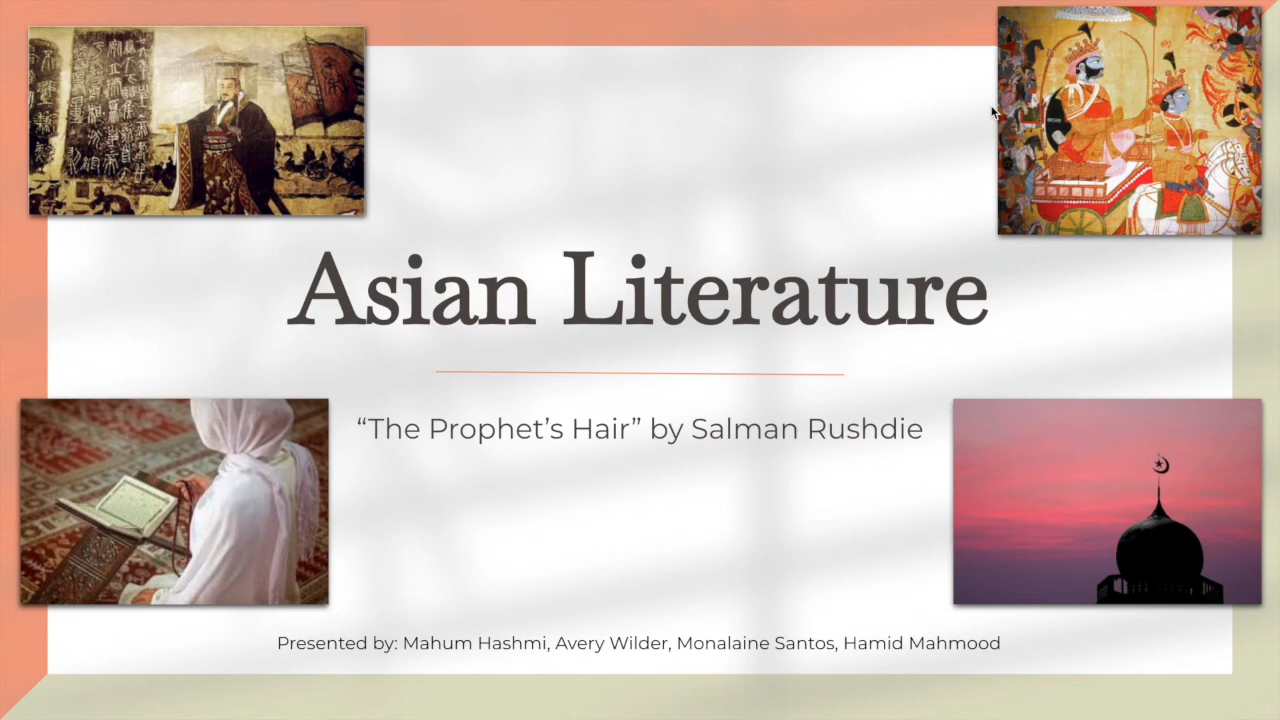 Asian Literature
“The Prophet’s Hair” by Salman Rushdie
Presented by: Mahum Hashmi, Avery Wilder, Monalaine Santos, Hamid Mahmood